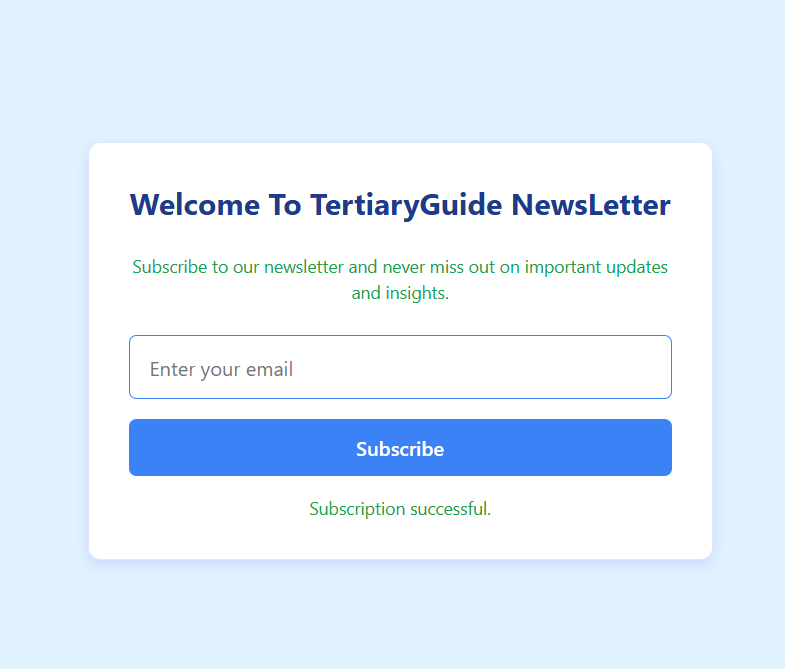 Welcome To TertiaryGuide NewsLetter
Subscribe to our newsletter and never miss out on important updates
and insights.
Enter your email
Subscribe
Subscription successful.